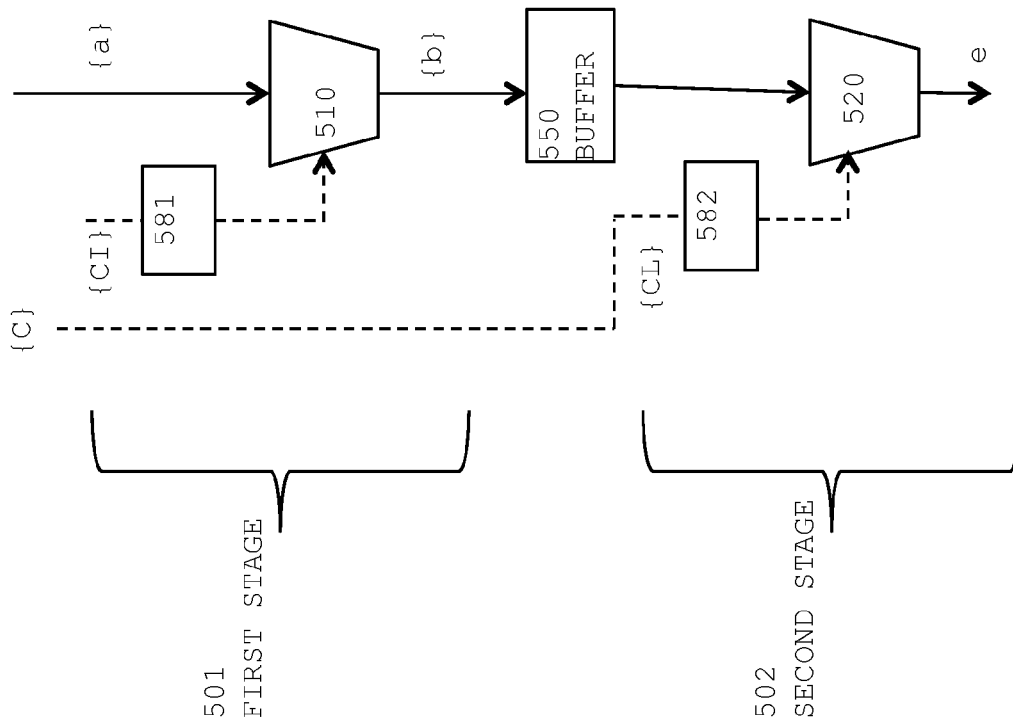 {C}
{CI}
{a}
581
501
FIRST STAGE
510
{b}
550
BUFFER
{CL}
582
502
SECOND STAGE
520
e